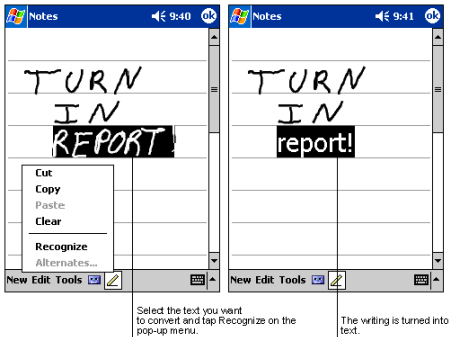 Notes 9:40 ok
TURN
IN
REPORT!
Cut
Copy
Paste
Clear
Recognize
Alternates...
New Edit Tools
Select the text you want
to convert and tap Recognize on the
pop-up menu.
Notes 9:41 ok
TURN
IN
report!
New Edit Tools
The writing is turned into
text.